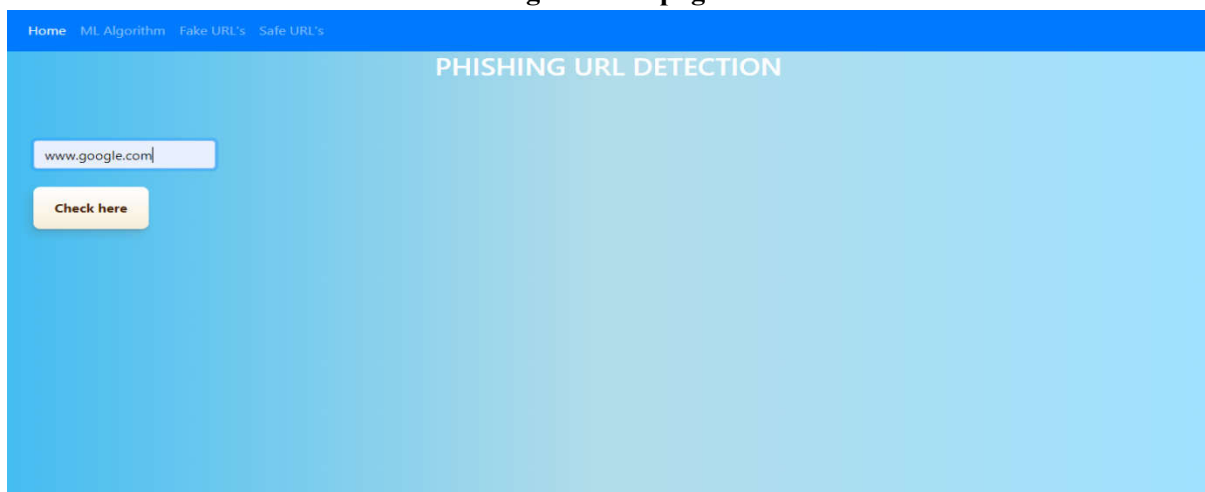 Home ML Algorithm Fake URL's Safe URL's
PHISHING URL DETECTION
www.google.com
Check here